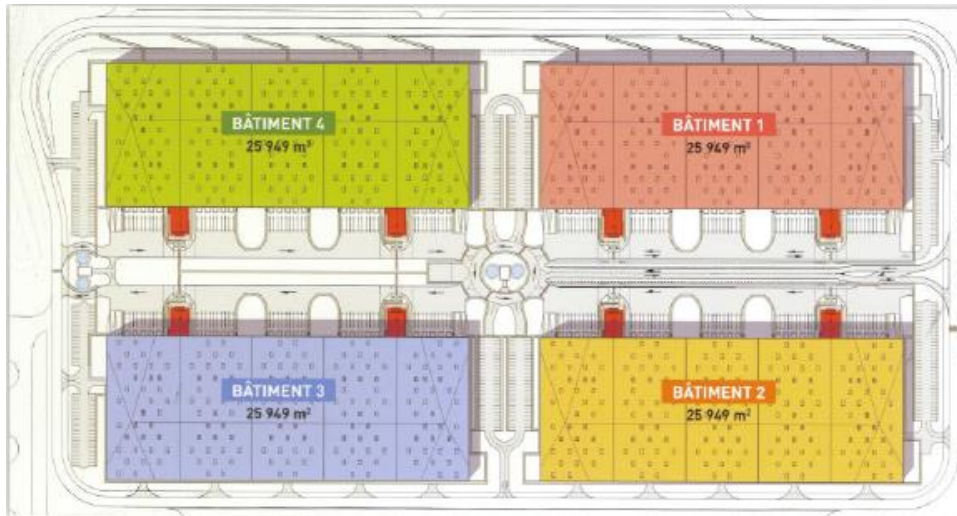 BÂTIMENT 4
25 949 m²
BÂTIMENT 1
25 949 m²
BÂTIMENT 3
25 949 m²
BÂTIMENT 2
25 949 m²